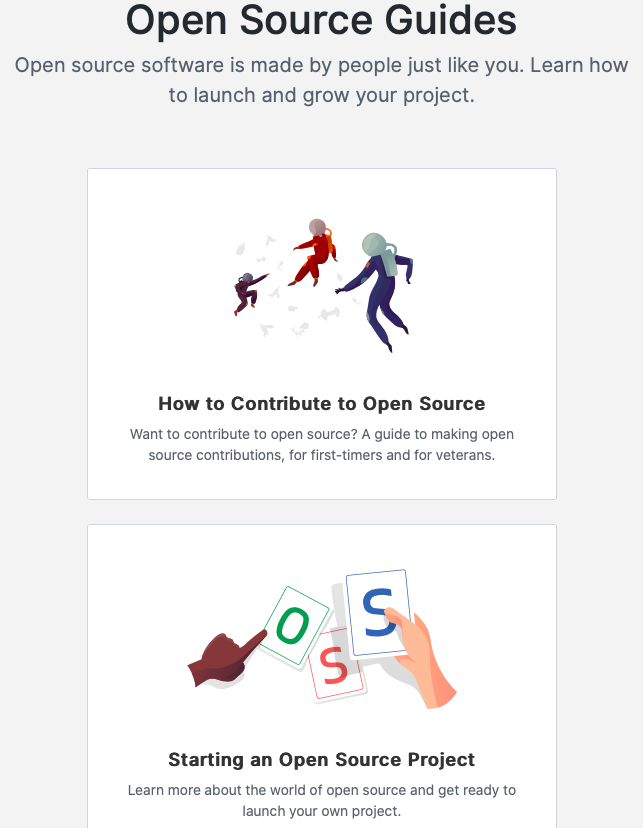 Open Source Guides
Open source software is made by people just like you. Learn how
to launch and grow your project.
How to Contribute to Open Source
Want to contribute to open source? A guide to making open
source contributions, for first-timers and for veterans.
O
S
S
Starting an Open Source Project
Learn more about the world of open source and get ready to
launch your own project.